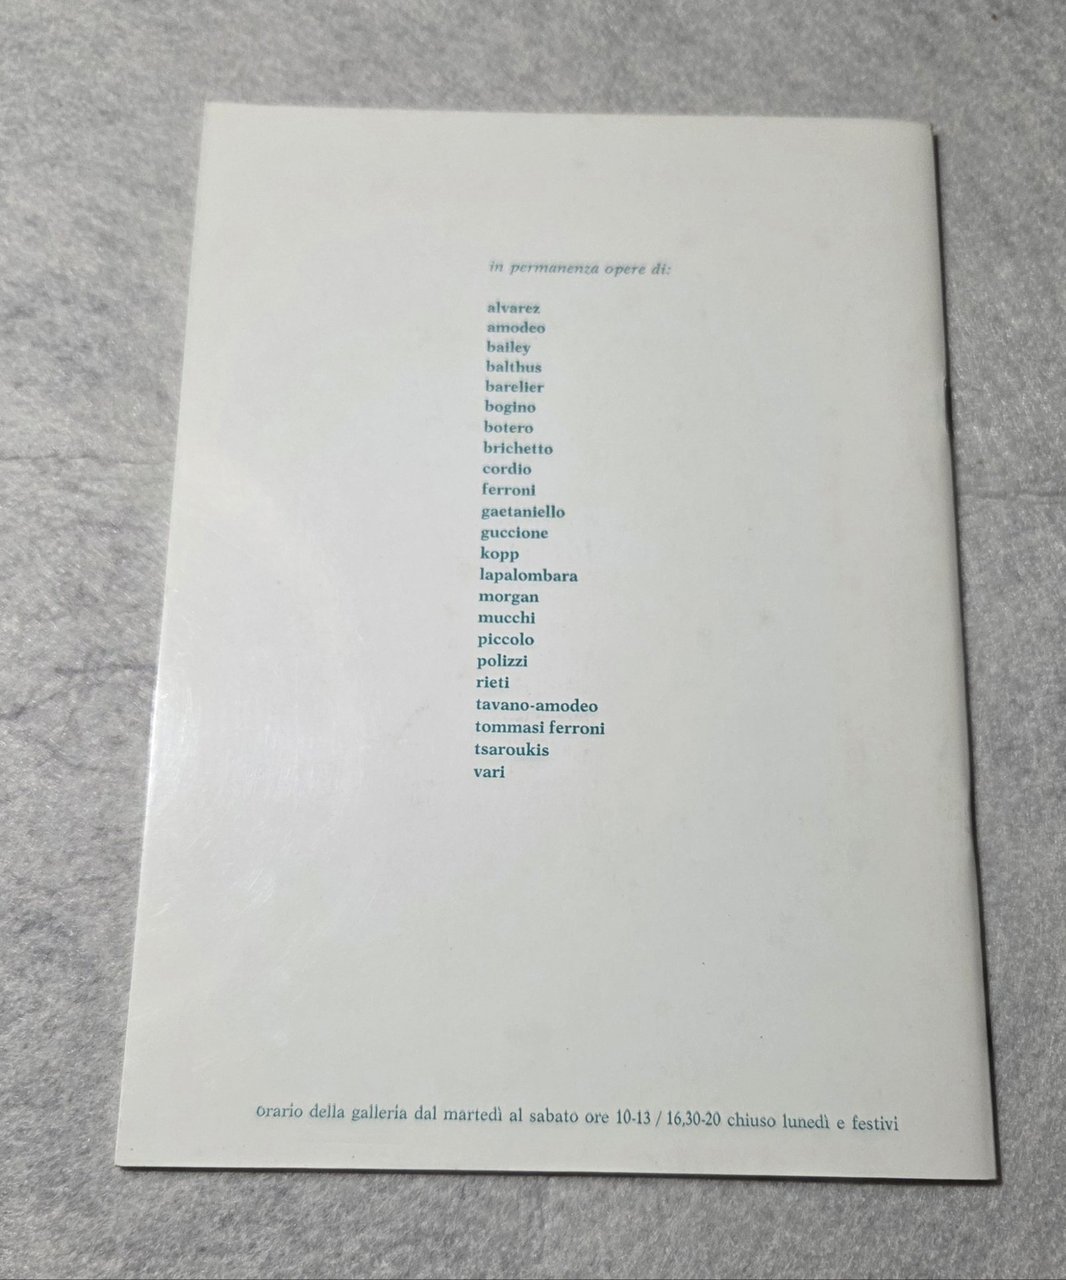 in permanenza opere di:
alvarez
amodeo
bailey
balthus
barelier
bogino
botero
brichetto
cordio
ferroni
gaetaniello
guccione
kopp
lapalombara
morgan
mucchi
piccolo
polizzi
rieti
tavano-amodeo
tommasi ferroni
tsaroukis
vari
orario della galleria dal martedì al sabato ore 10-13 / 16,30-20 chiuso lunedì e festivi